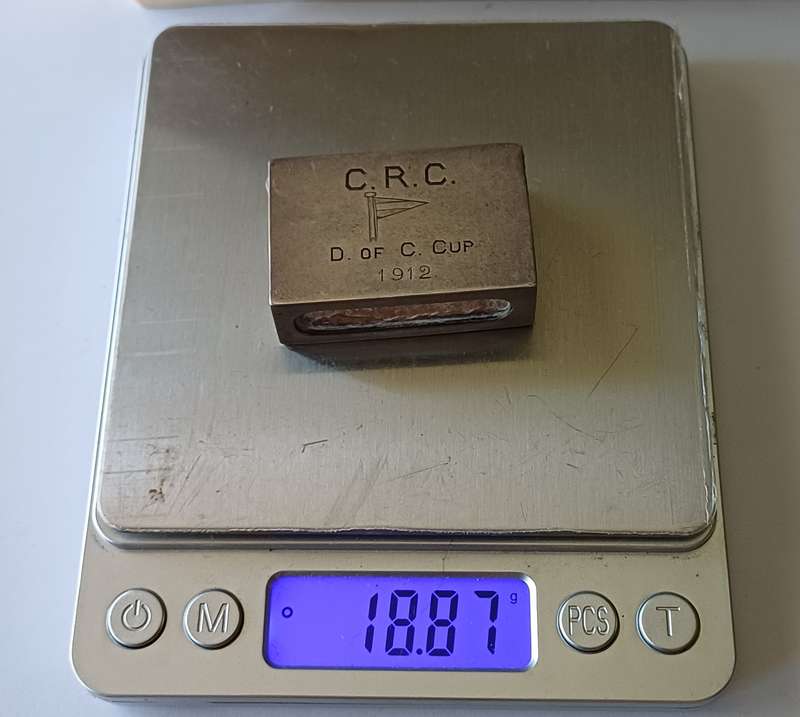 C. R. C.
D. OF C. CUP
1912
18.87 g
M
PCS
T